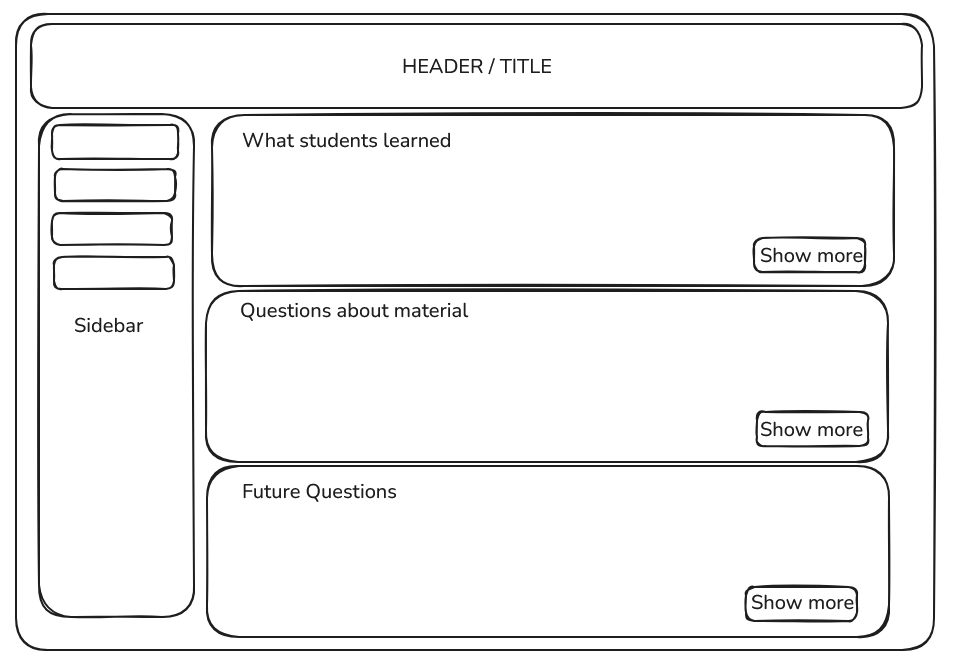 HEADER / TITLE
What students learned
Show more
Sidebar
Questions about material
Show more
Future Questions
Show more